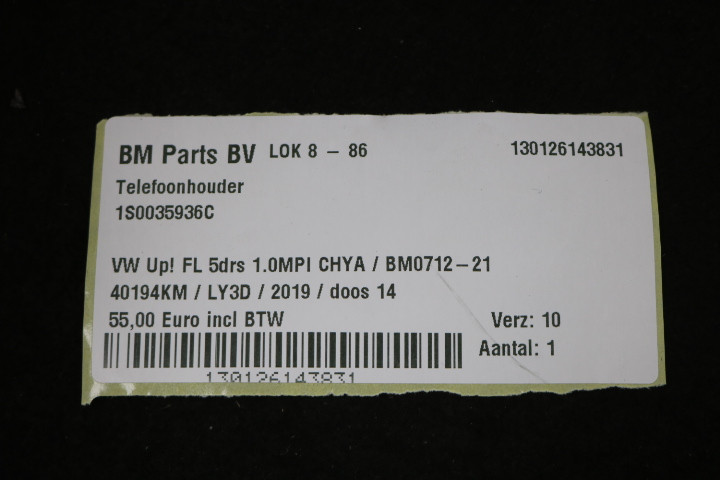 BM Parts BV LOK 8 - 86 130126143831
Telefoonhouder
1S0035936C
VW Up! FL 5drs 1.0MPI CHYA / BM0712-21
40194KM / LY3D / 2019 / doos 14
55,00 Euro incl BTW Verz: 10
Aantal: 1
130126143831